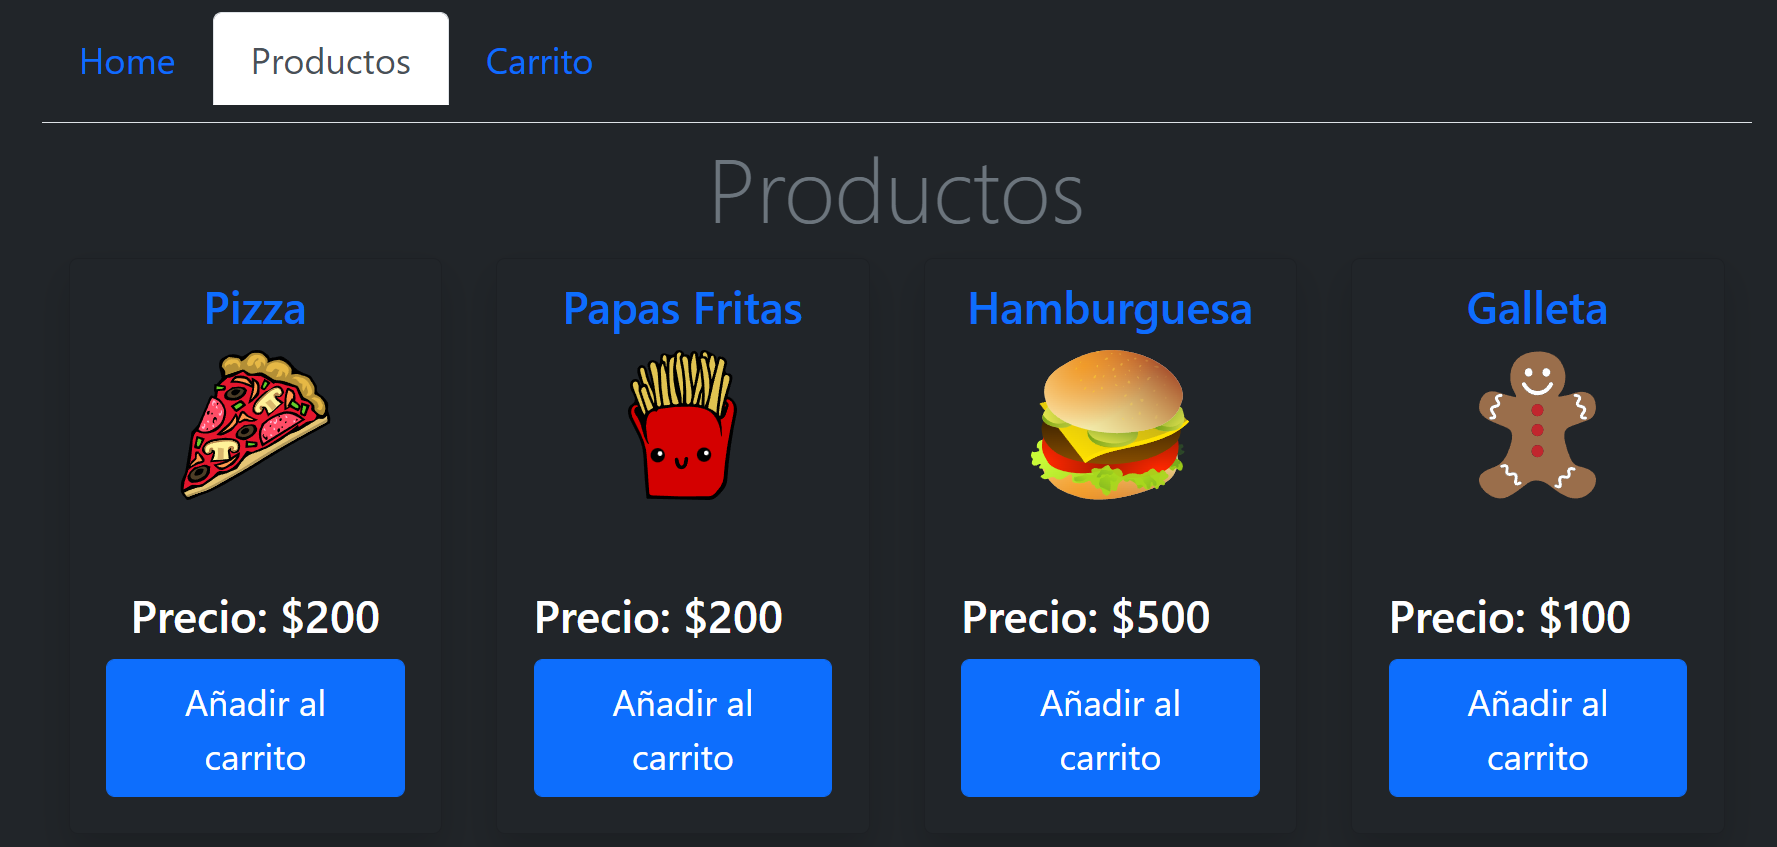 Home Productos Carrito
Productos
Pizza
Papas Fritas
Hamburguesa
Galleta
Precio: $200
Precio: $200
Precio: $500
Precio: $100
Añadir al
carrito
Añadir al
carrito
Añadir al
carrito
Añadir al
carrito